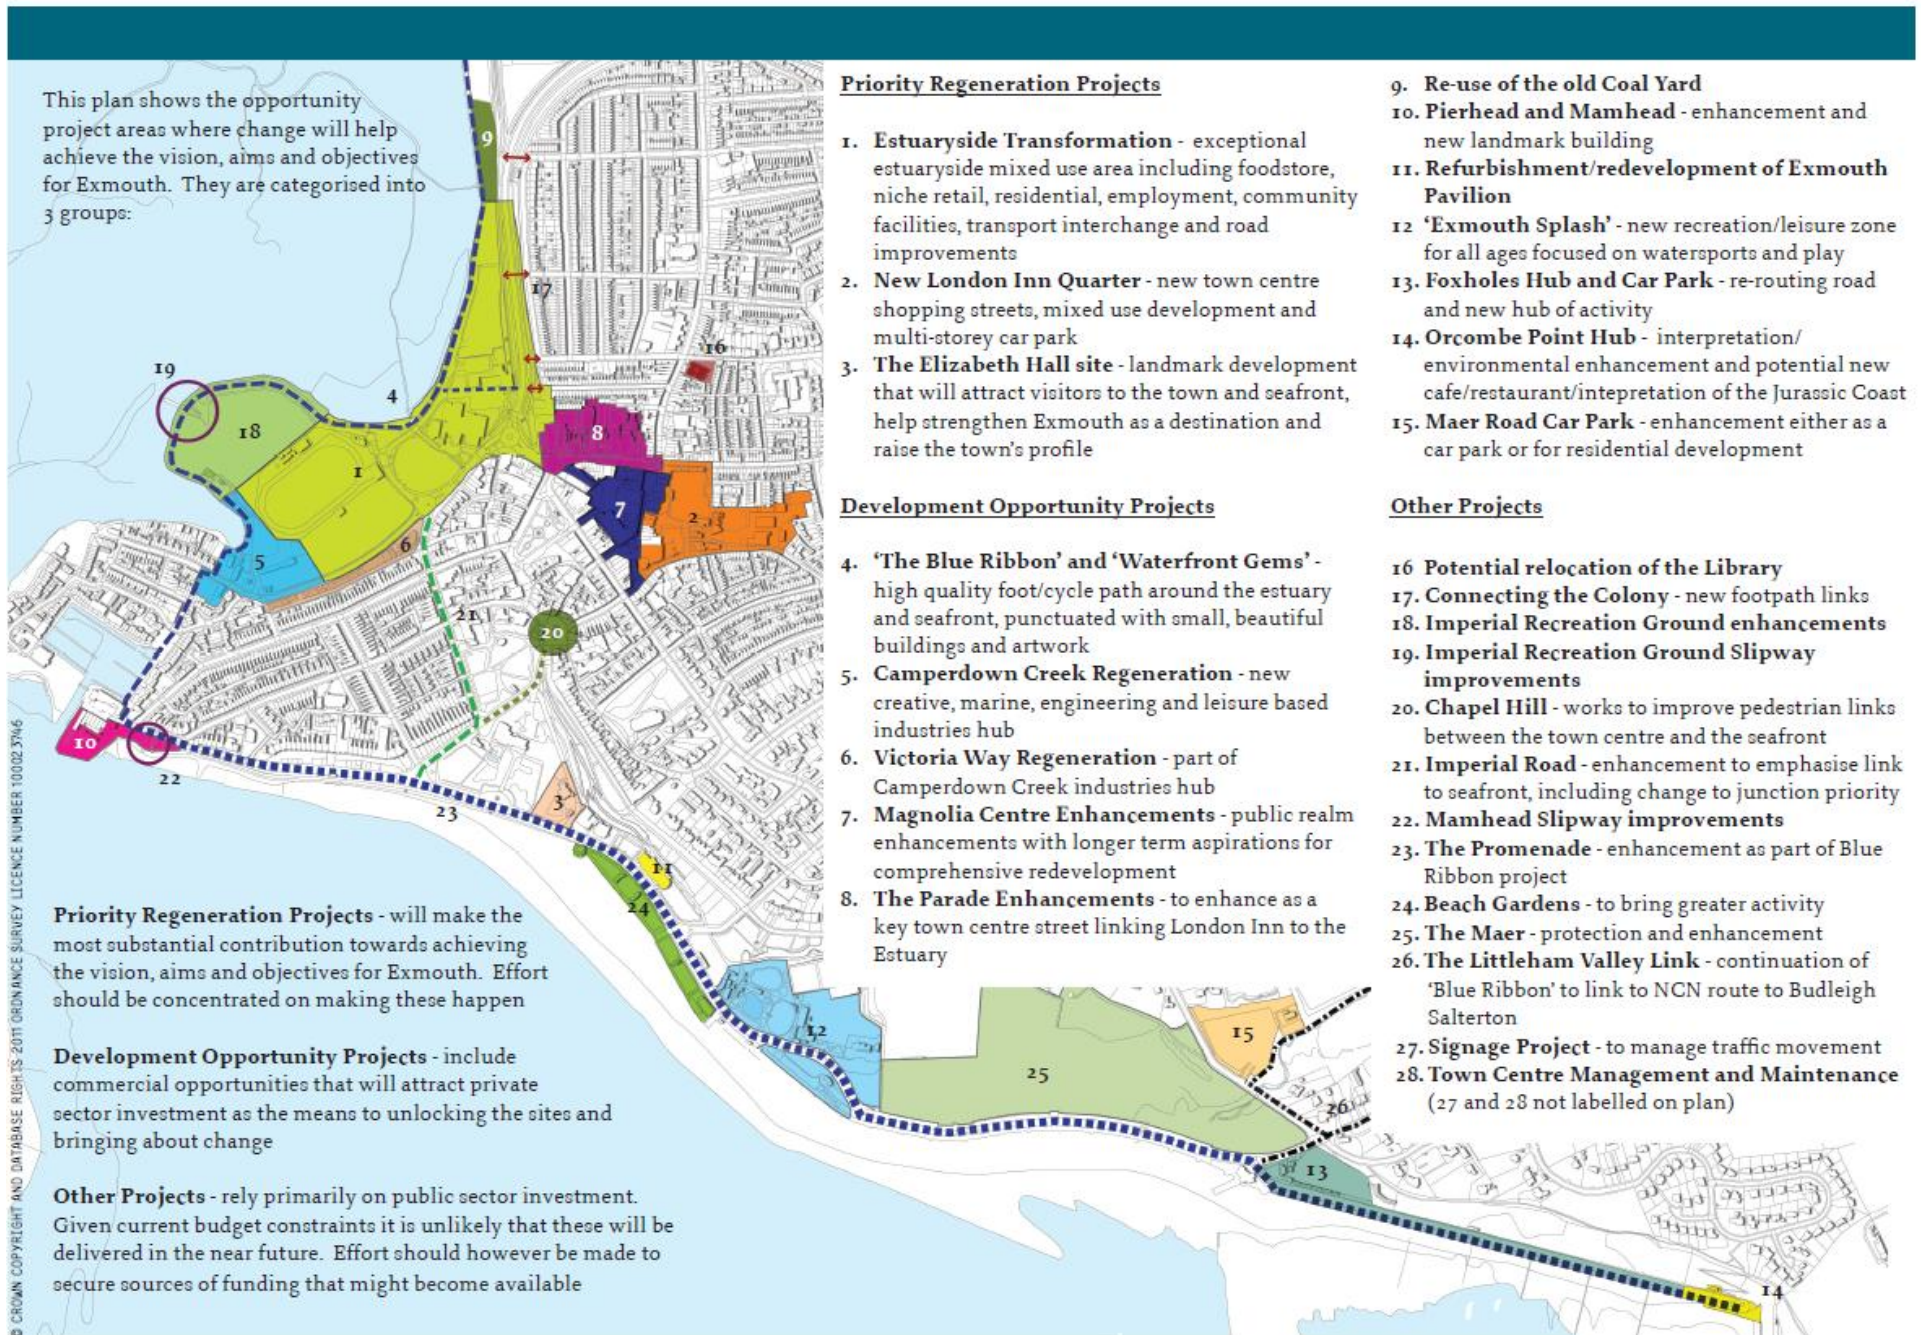 This plan shows the opportunity
project areas where change will help
achieve the vision, aims and objectives
for Exmouth. They are categorised into
3 groups:
Priority Regeneration Projects - will make the
most substantial contribution towards achieving
the vision, aims and objectives for Exmouth. Effort
should be concentrated on making these happen
Development Opportunity Projects - include
commercial opportunities that will attract private
sector investment as the means to unlocking the sites and
bringing about change
Other Projects - rely primarily on public sector investment.
Given current budget constraints it is unlikely that these will be
delivered in the near future. Effort should however be made to
secure sources of funding that might become available
© CROWN COPYRIGHT AND DATABASE RIGHTS 2011 ORDNANCE SURVEY LICENCE NUMBER 100023746
9
17
16
19
4
18
8
1
7
2
6
5
21
20
10
22
3
23
11
24
12
25
15
26
13
14
Priority Regeneration Projects
1. Estuaryside Transformation - exceptional
estuaryside mixed use area including foodstore,
niche retail, residential, employment, community
facilities, transport interchange and road
improvements
2. New London Inn Quarter - new town centre
shopping streets, mixed use development and
multi-storey car park
3. The Elizabeth Hall site - landmark development
that will attract visitors to the town and seafront,
help strengthen Exmouth as a destination and
raise the town's profile
Development Opportunity Projects
4. 'The Blue Ribbon' and 'Waterfront Gems' -
high quality foot/cycle path around the estuary
and seafront, punctuated with small, beautiful
buildings and artwork
5. Camperdown Creek Regeneration - new
creative, marine, engineering and leisure based
industries hub
6. Victoria Way Regeneration - part of
Camperdown Creek industries hub
7. Magnolia Centre Enhancements - public realm
enhancements with longer term aspirations for
comprehensive redevelopment
8. The Parade Enhancements - to enhance as a
key town centre street linking London Inn to the
Estuary
9. Re-use of the old Coal Yard
10. Pierhead and Mamhead - enhancement and
new landmark building
11. Refurbishment/redevelopment of Exmouth
Pavilion
12 'Exmouth Splash' - new recreation/leisure zone
for all ages focused on watersports and play
13. Foxholes Hub and Car Park - re-routing road
and new hub of activity
14. Orcombe Point Hub - interpretation/
environmental enhancement and potential new
cafe/restaurant/intepretation of the Jurassic Coast
15. Maer Road Car Park - enhancement either as a
car park or for residential development
Other Projects
16 Potential relocation of the Library
17. Connecting the Colony - new footpath links
18. Imperial Recreation Ground enhancements
19. Imperial Recreation Ground Slipway
improvements
20. Chapel Hill - works to improve pedestrian links
between the town centre and the seafront
21. Imperial Road - enhancement to emphasise link
to seafront, including change to junction priority
22. Mamhead Slipway improvements
23. The Promenade - enhancement as part of Blue
Ribbon project
24. Beach Gardens - to bring greater activity
25. The Maer - protection and enhancement
26. The Littleham Valley Link - continuation of
'Blue Ribbon' to link to NCN route to Budleigh
Salterton
27. Signage Project - to manage traffic movement
28. Town Centre Management and Maintenance
(27 and 28 not labelled on plan)